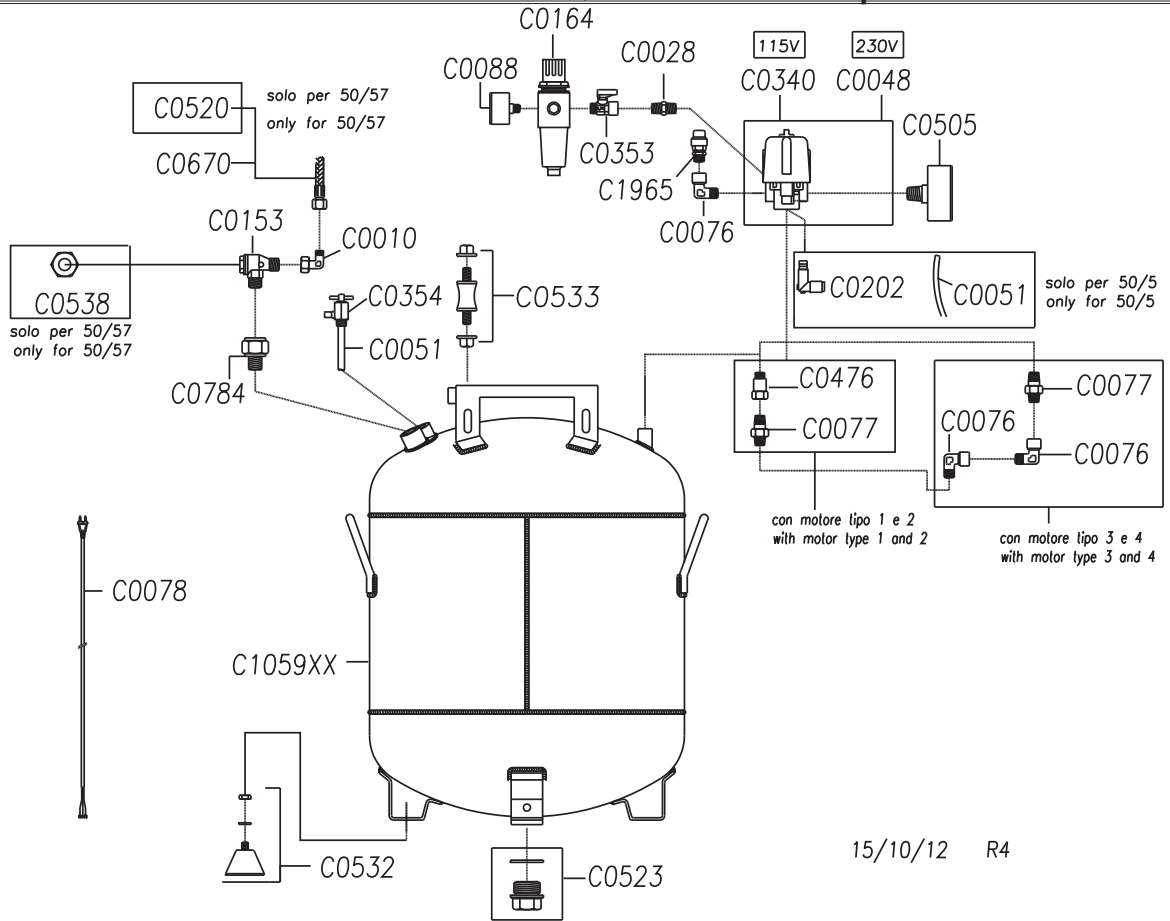 C0164
115V
230V
C0088
C0028
C0340
C0048
C0520
solo per 50/57
only for 50/57
C0505
C0353
C0670
C1965
C0153
C0010
C0076
C0538
solo per 50/57
only for 50/57
C0354
C0533
C0202
C0051
solo per 50/5
only for 50/5
C0051
C0784
C0476
C0077
C0077
C0076
C0076
con motore tipo 1 e 2
with motor type 1 and 2
con motore tipo 3 e 4
with motor type 3 and 4
C0078
C1059XX
C0532
C0523
15/10/12 R4